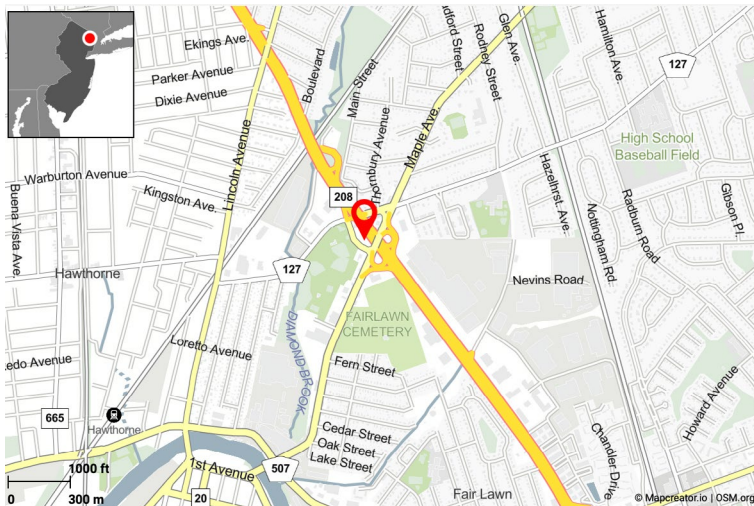 Ekings Ave.
Parker Avenue
Dixie Avenue
Boulevard
Main Street
Glen Ave.
Rodney Street
Hamilton Ave.
127
High School
Baseball Field
Thornbury Avenue
Maple Ave.
Lincoln Avenue
Warburton Avenue
Kingston Ave.
Buena Vista Ave.
208
Hazelhrst. Ave.
Nottingham Rd.
Radburn Road
Gibson Pl.
Hawthorne
127
Nevins Road
FAIRLAWN
CEMETERY
DIAMOND BROOK
Loretto Avenue
Fern Street
Howard Avenue
665
Hawthorne
Cedar Street
Oak Street
Lake Street
1st Avenue
507
20
Chandler Drive
Fair Lawn
1000 ft
0
300 m
© Mapcreator.io | OSM.org